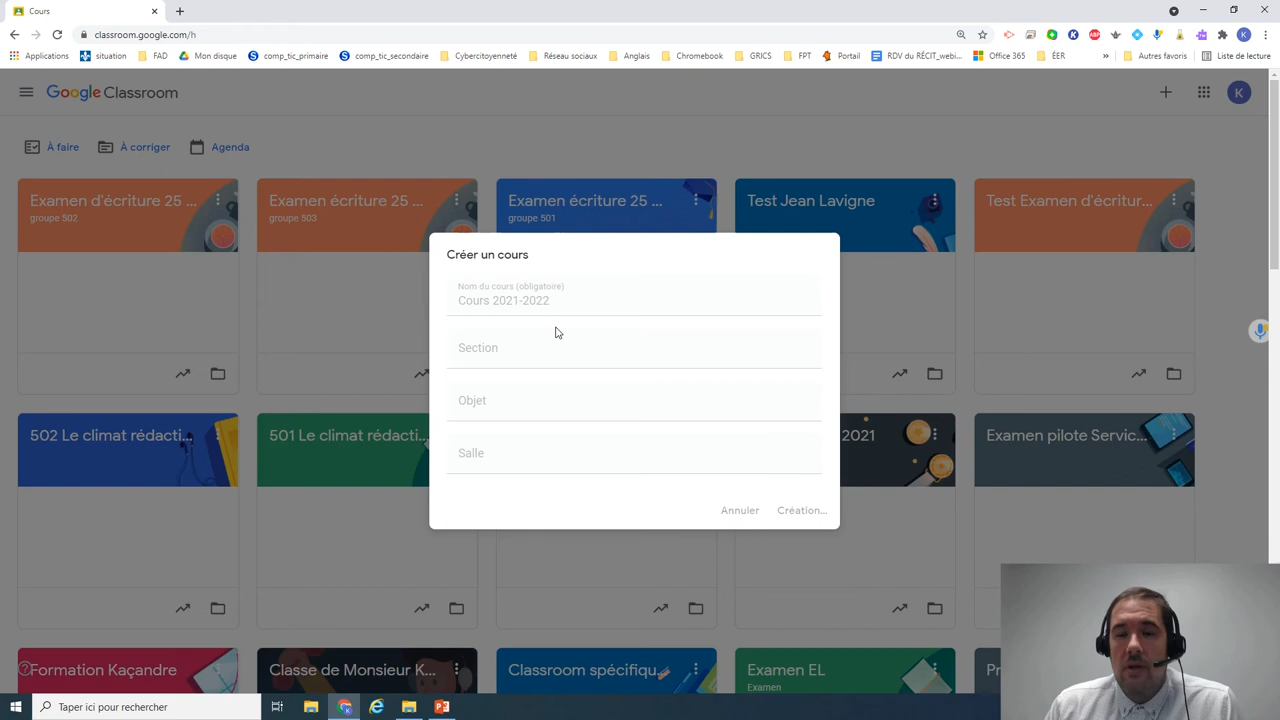 Cours
classroom.google.com/h
Applications
situation
FAD
Mon disque
comp_tic_primaire
comp_tic_secondaire
Cybercitoyenneté
Réseau sociaux
Anglais
Chromebook
GRICS
FPT
Portail
RDV du RÉCIT_webi...
Office 365
ÉER
Autres favoris
Liste de lecture
Google Classroom
K
À faire
À corriger
Agenda
Examen d'écriture 25 ...
groupe 502
Examen écriture 25 ...
groupe 503
Examen écriture 25 ...
groupe 501
Test Jean Lavigne
Test Examen d'écritur...
Créer un cours
Nom du cours (obligatoire)
Cours 2021-2022
Section
Objet
Salle
Annuler
Création...
502 Le climat rédacti...
501 Le climat rédacti...
2021
Examen pilote Servic...
Formation Kaçandre
Classe de Monsieur K...
Classroom spécifiqu...
Examen EL
Examen
Taper ici pour rechercher